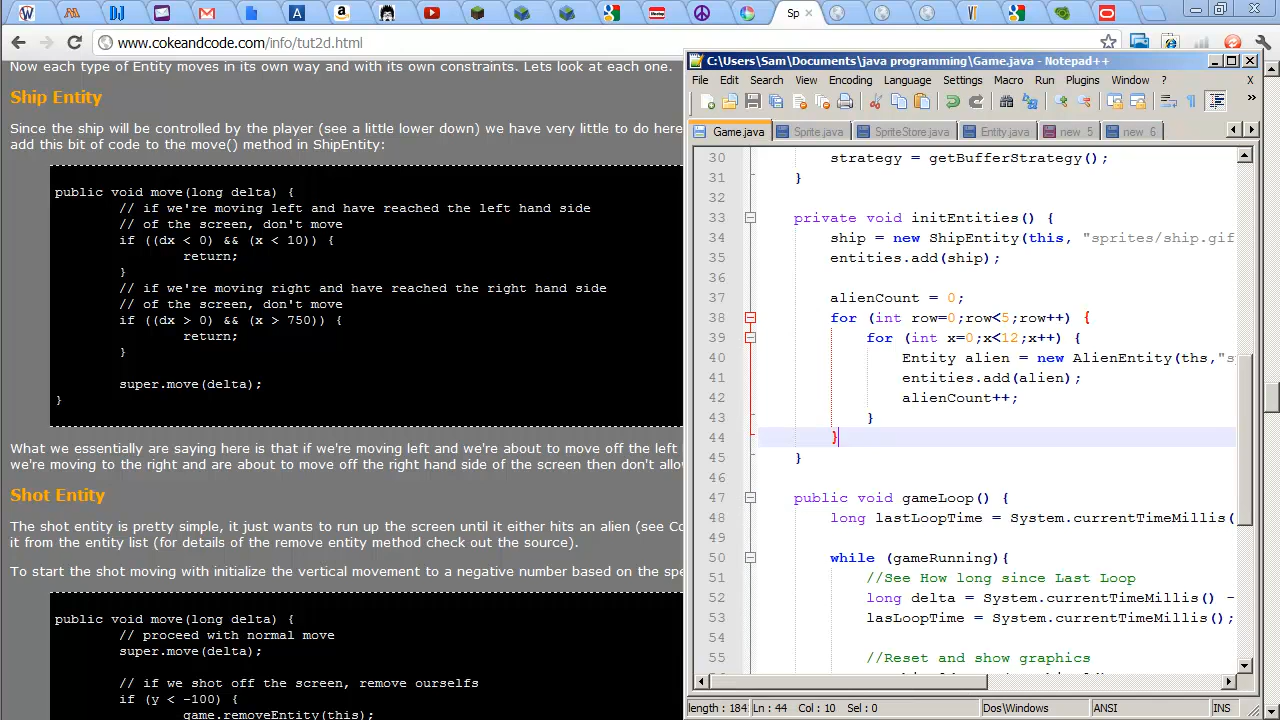 Sp
www.cokeandcode.com/info/tut2d.html
Now each type of Entity moves in its own way and with its own constraints. Lets look at each one.
Ship Entity
Since the ship will be controlled by the player (see a little lower down) we have very little to do here
add this bit of code to the move() method in ShipEntity:
public void move(long delta) {
// if we're moving left and have reached the left hand side
// of the screen, don't move
if ((dx < 0) && (x < 10)) {
return;
}
// if we're moving right and have reached the right hand side
// of the screen, don't move
if ((dx > 0) && (x > 750)) {
return;
}
super.move(delta);
}
What we essentially are saying here is that if we're moving left and we're about to move off the left
we're moving to the right and are about to move off the right hand side of the screen then don't allo
Shot Entity
The shot entity is pretty simple, it just wants to run up the screen until it either hits an alien (see Co
it from the entity list (for details of the remove entity method check out the source).
To start the shot moving with initialize the vertical movement to a negative number based on the spe
public void move(long delta) {
// proceed with normal move
super.move(delta);
// if we shot off the screen, remove ourselfs
if (y < -100) {
game.removeEntity(this);
C:\Users\Sam\Documents\java programming\Game.java - Notepad++
File Edit Search View Encoding Language Settings Macro Run Plugins Window ? X
Game.java Sprite.java SpriteStore.java Entity.java new 5 new 6
30 strategy = getBufferStrategy();
31 }
32
33 private void initEntities() {
34 ship = new ShipEntity(this, "sprites/ship.gif
35 entities.add(ship);
36
37 alienCount = 0;
38 for (int row=0;row<5;row++) {
39 for (int x=0;x<12;x++) {
40 Entity alien = new AlienEntity(ths,"s
41 entities.add(alien);
42 alienCount++;
43 }
44 }
45 }
46
47 public void gameLoop() {
48 long lastLoopTime = System.currentTimeMillis(
49
50 while (gameRunning){
51 //See How long since Last Loop
52 long delta = System.currentTimeMillis() -
53 lasLoopTime = System.currentTimeMillis();
54
55 //Reset and show graphics
length : 184 Ln : 44 Col : 10 Sel : 0 Dos\Windows ANSI INS